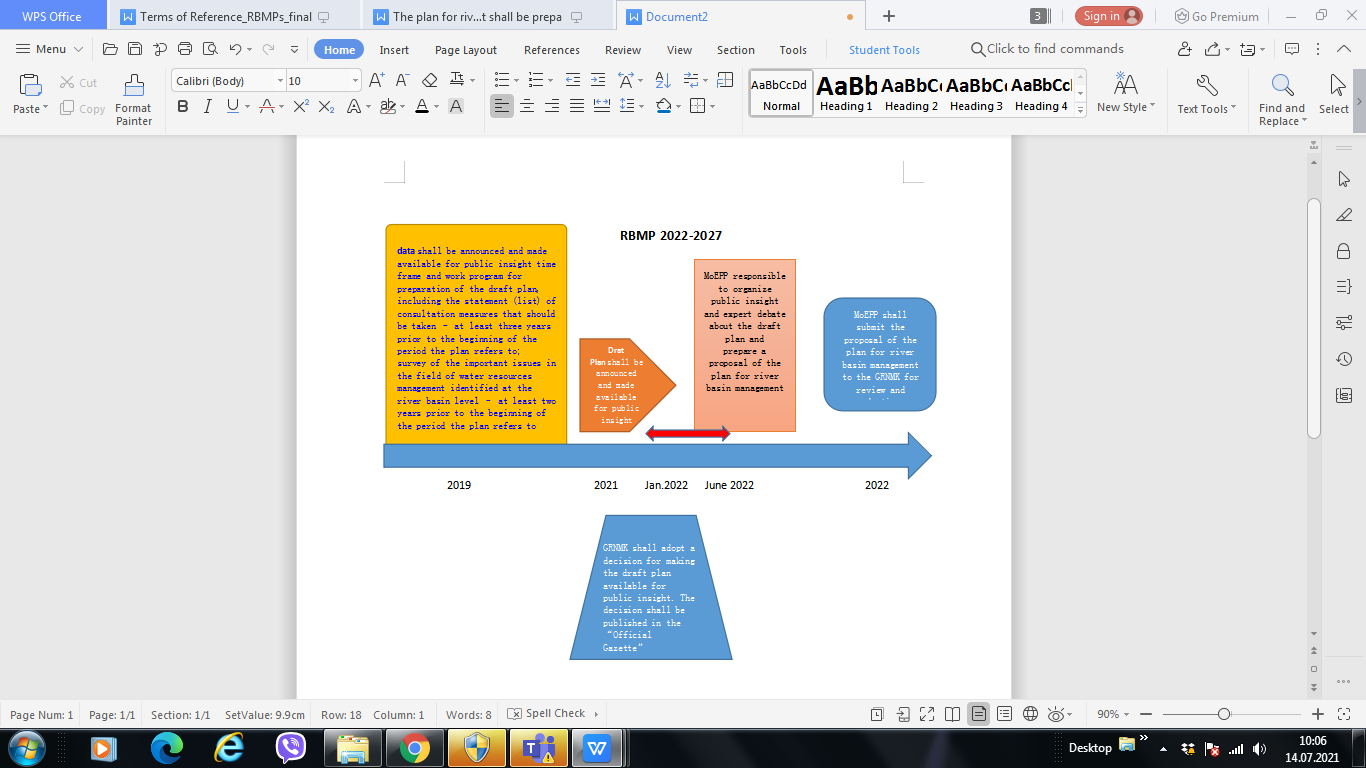 WPS Office
Terms of Reference_RBMPs_final
The plan for riv...t shall be prepa
Document2
3
Sign in
Go Premium
Menu
Home
Insert
Page Layout
References
Review
View
Section
Tools
Student Tools
Click to find commands
Paste
Cut
Copy
Format
Painter
Calibri (Body)
10
AaBbCcDd
Normal
AaBb
Heading 1
AaBbC
Heading 2
AaBbC
Heading 3
AaBbCc
Heading 4
New Style
Text Tools
Find and
Replace
Select
RBMP 2022-2027
data shall be announced and made
available for public insight time
frame and work program for
preparation of the draft plan,
including the statement (list) of
consultation measures that should
be taken – at least three years
prior to the beginning of the
period the plan refers to;
survey of the important issues in
the field of water resources
management identified at the
river basin level – at least two
years prior to the beginning of
the period the plan refers to
Drat
Plan shall be
announced
and made
available
for public
insight
MoEPP responsible
to organize
public insight
and expert debate
about the draft
plan and
prepare a
proposal of the
plan for river
basin management
MoEPP shall
submit the
proposal of the
plan for river
basin management
to the GRNMK for
review and
2019
2021
Jan.2022
June 2022
2022
GRNMK shall adopt a
decision for making
the draft plan
available for
public insight. The
decision shall be
published in the
“Official
Gazette”
Page Num: 1
Page: 1/1
Section: 1/1
SetValue: 9.9cm
Row: 18
Column: 1
Words: 8
Spell Check
90%
Desktop
10:06
14.07.2021